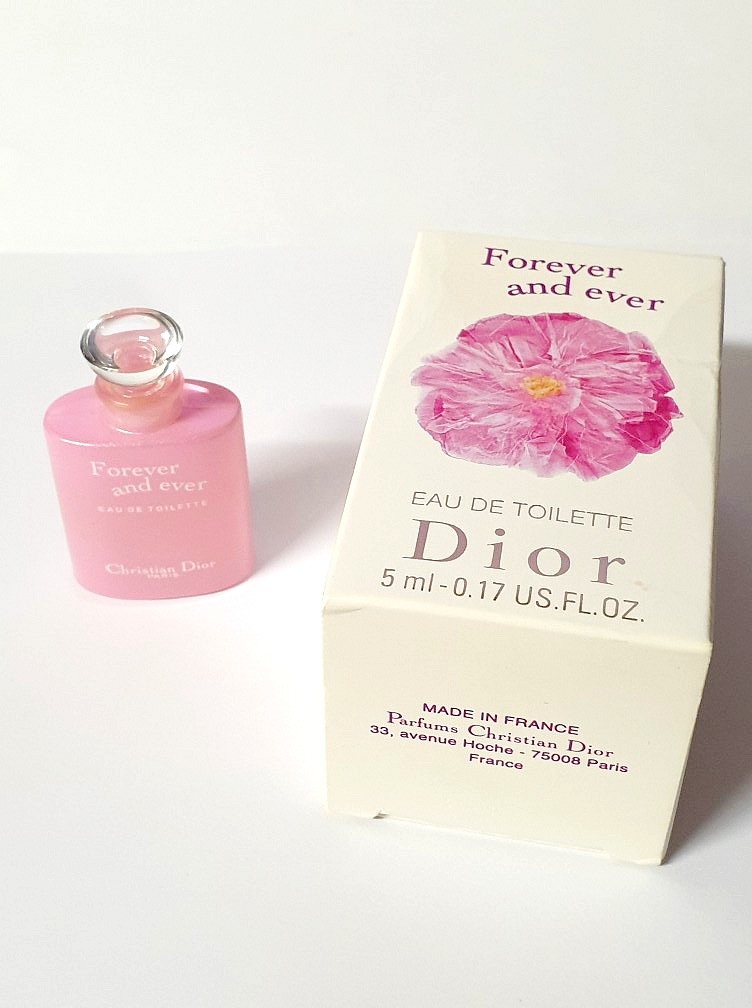 Forever
and ever
EAU DE TOILETTE
Christian Dior
PARIS
Forever
and ever
EAU DE TOILETTE
Dior
5 ml - 0.17 US.FL.OZ.
MADE IN FRANCE
Parfums Christian Dior
33, avenue Hoche - 75008 Paris
France